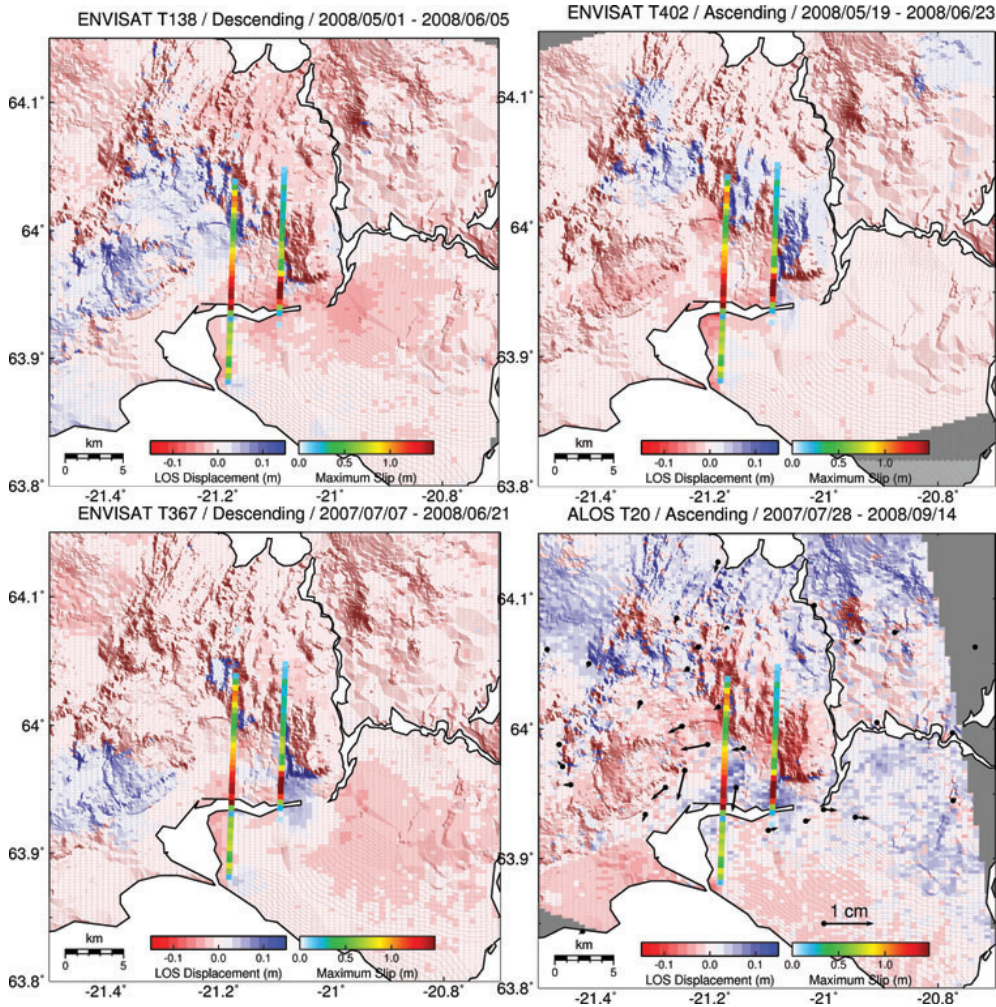 ENVISAT T138 / Descending / 2008/05/01 - 2008/06/05
ENVISAT T402 / Ascending / 2008/05/19 - 2008/06/23
64.1°
64°
63.9°
63.8°
km
0 5
-0.1 0.0 0.1
LOS Displacement (m)
0.0 0.5 1.0
Maximum Slip (m)
-21.4° -21.2° -21° -20.8°
64.1°
64°
63.9°
63.8°
km
0 5
-0.1 0.0 0.1
LOS Displacement (m)
0.0 0.5 1.0
Maximum Slip (m)
-21.4° -21.2° -21° -20.8°
ENVISAT T367 / Descending / 2007/07/07 - 2008/06/21
ALOS T20 / Ascending / 2007/07/28 - 2008/09/14
64.1°
64°
63.9°
63.8°
km
0 5
-0.1 0.0 0.1
LOS Displacement (m)
0.0 0.5 1.0
Maximum Slip (m)
-21.4° -21.2° -21° -20.8°
64.1°
64°
63.9°
63.8°
1 cm
km
0 5
-0.1 0.0 0.1
LOS Displacement (m)
0.0 0.5 1.0
Maximum Slip (m)
-21.4° -21.2° -21° -20.8°